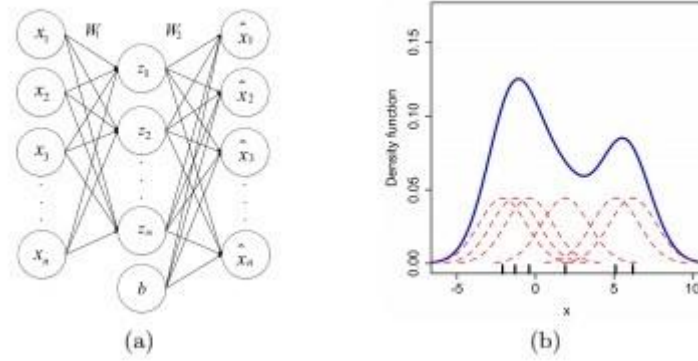 x1 W1 W2 x̂1
z1
x2 x̂2
z2
x3 x̂3
zn
xn x̂n
b
(a)
Density function
0.15
0.10
0.05
0.00
-5 0 5 10
x
(b)